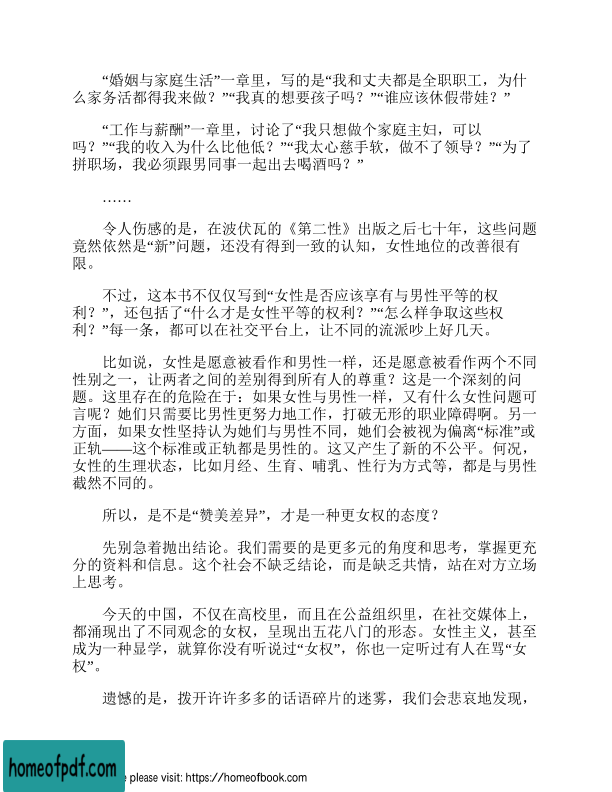 “婚姻与家庭生活”一章里，写的是“我和丈夫都是全职职工，为什
么家务活都得我来做？”“我真的想要孩子吗？”“谁应该休假带娃？”
“工作与薪酬”一章里，讨论了“我只想做个家庭主妇，可以
吗？”“我的收入为什么比他低？”“我太心慈手软，做不了领导？”“为了
拼职场，我必须跟男同事一起出去喝酒吗？”
……
令人伤感的是，在波伏瓦的《第二性》出版之后七十年，这些问题
竟然依然是“新”问题，还没有得到一致的认知，女性地位的改善很有
限。
不过，这本书不仅仅写到“女性是否应该享有与男性平等的权
利？”，还包括了“什么才是女性平等的权利？”“怎么样争取这些权
利？”每一条，都可以在社交平台上，让不同的流派吵上好几天。
比如说，女性是愿意被看作和男性一样，还是愿意被看作两个不同
性别之一，让两者之间的差别得到所有人的尊重？这是一个深刻的问
题。这里存在的危险在于：如果女性与男性一样，又有什么女性问题可
言呢？她们只需要比男性更努力地工作，打破无形的职业障碍啊。另一
方面，如果女性坚持认为她们与男性不同，她们会被视为偏离“标准”或
正轨——这个标准或正轨都是男性的。这又产生了新的不公平。何况，
女性的生理状态，比如月经、生育、哺乳、性行为方式等，都是与男性
截然不同的。
所以，是不是“赞美差异”，才是一种更女权的态度？
先别急着抛出结论。我们需要的是更多元的角度和思考，掌握更充
分的资料和信息。这个社会不缺乏结论，而是缺乏共情，站在对方立场
上思考。
今天的中国，不仅在高校里，而且在公益组织里，在社交媒体上，
都涌现出了不同观念的女权，呈现出五花八门的形态。女性主义，甚至
成为一种显学，就算你没有听说过“女权”，你也一定听过有人在骂“女
权”。
遗憾的是，拨开许许多多的话语碎片的迷雾，我们会悲哀地发现，
homeofpdf.com
e please visit: https://homeofbook.com